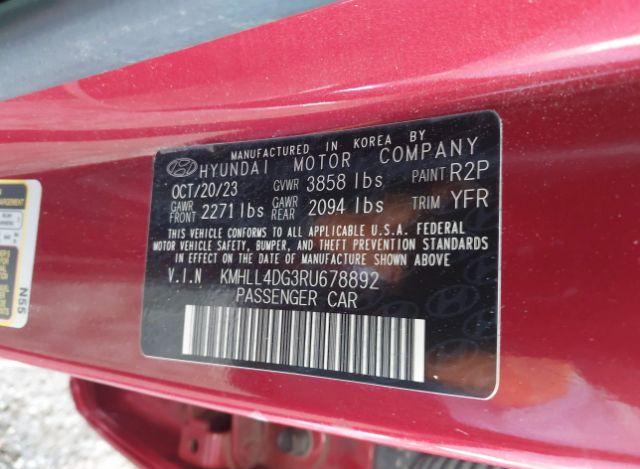 MANUFACTURED IN KOREA BY
HYUNDAI MOTOR COMPANY
OCT/20/23 GVWR 3858 lbs PAINT R2P
GAWR FRONT 2271 lbs GAWR REAR 2094 lbs TRIM YFR
THIS VEHICLE CONFORMS TO ALL APPLICABLE U.S.A. FEDERAL
MOTOR VEHICLE SAFETY, BUMPER, AND THEFT PREVENTION STANDARDS
IN EFFECT ON THE DATE OF MANUFACTURE SHOWN ABOVE
V.I.N KMHLL4DG3RU678892
PASSENGER CAR
N55